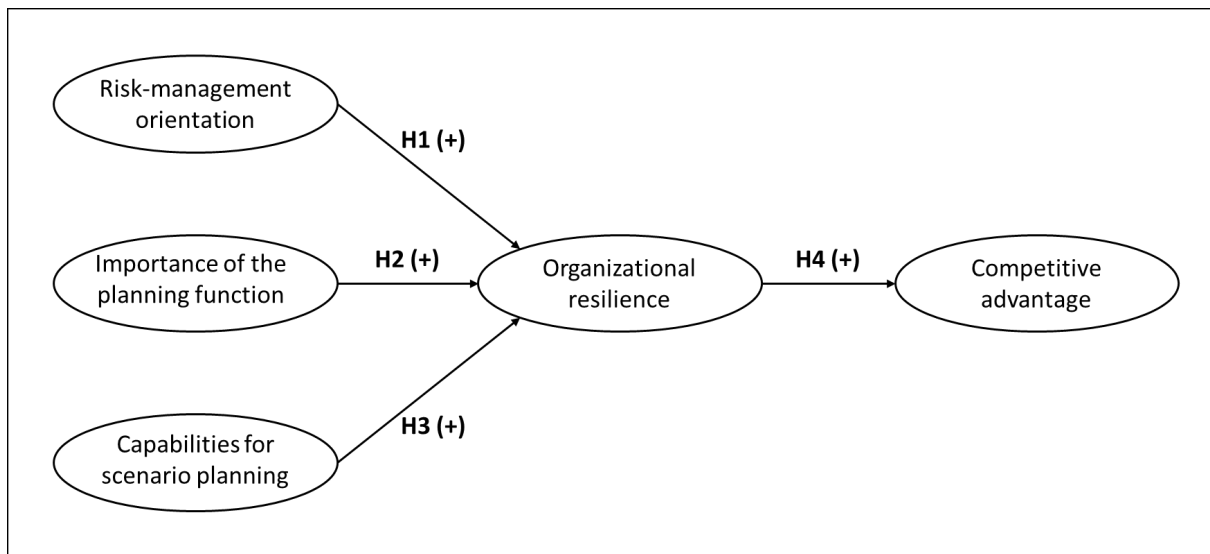 Risk-management
orientation
H1 (+)
Importance of the
planning function
H2 (+)
Organizational
resilience
H4 (+)
Competitive
advantage
H3 (+)
Capabilities for
scenario planning